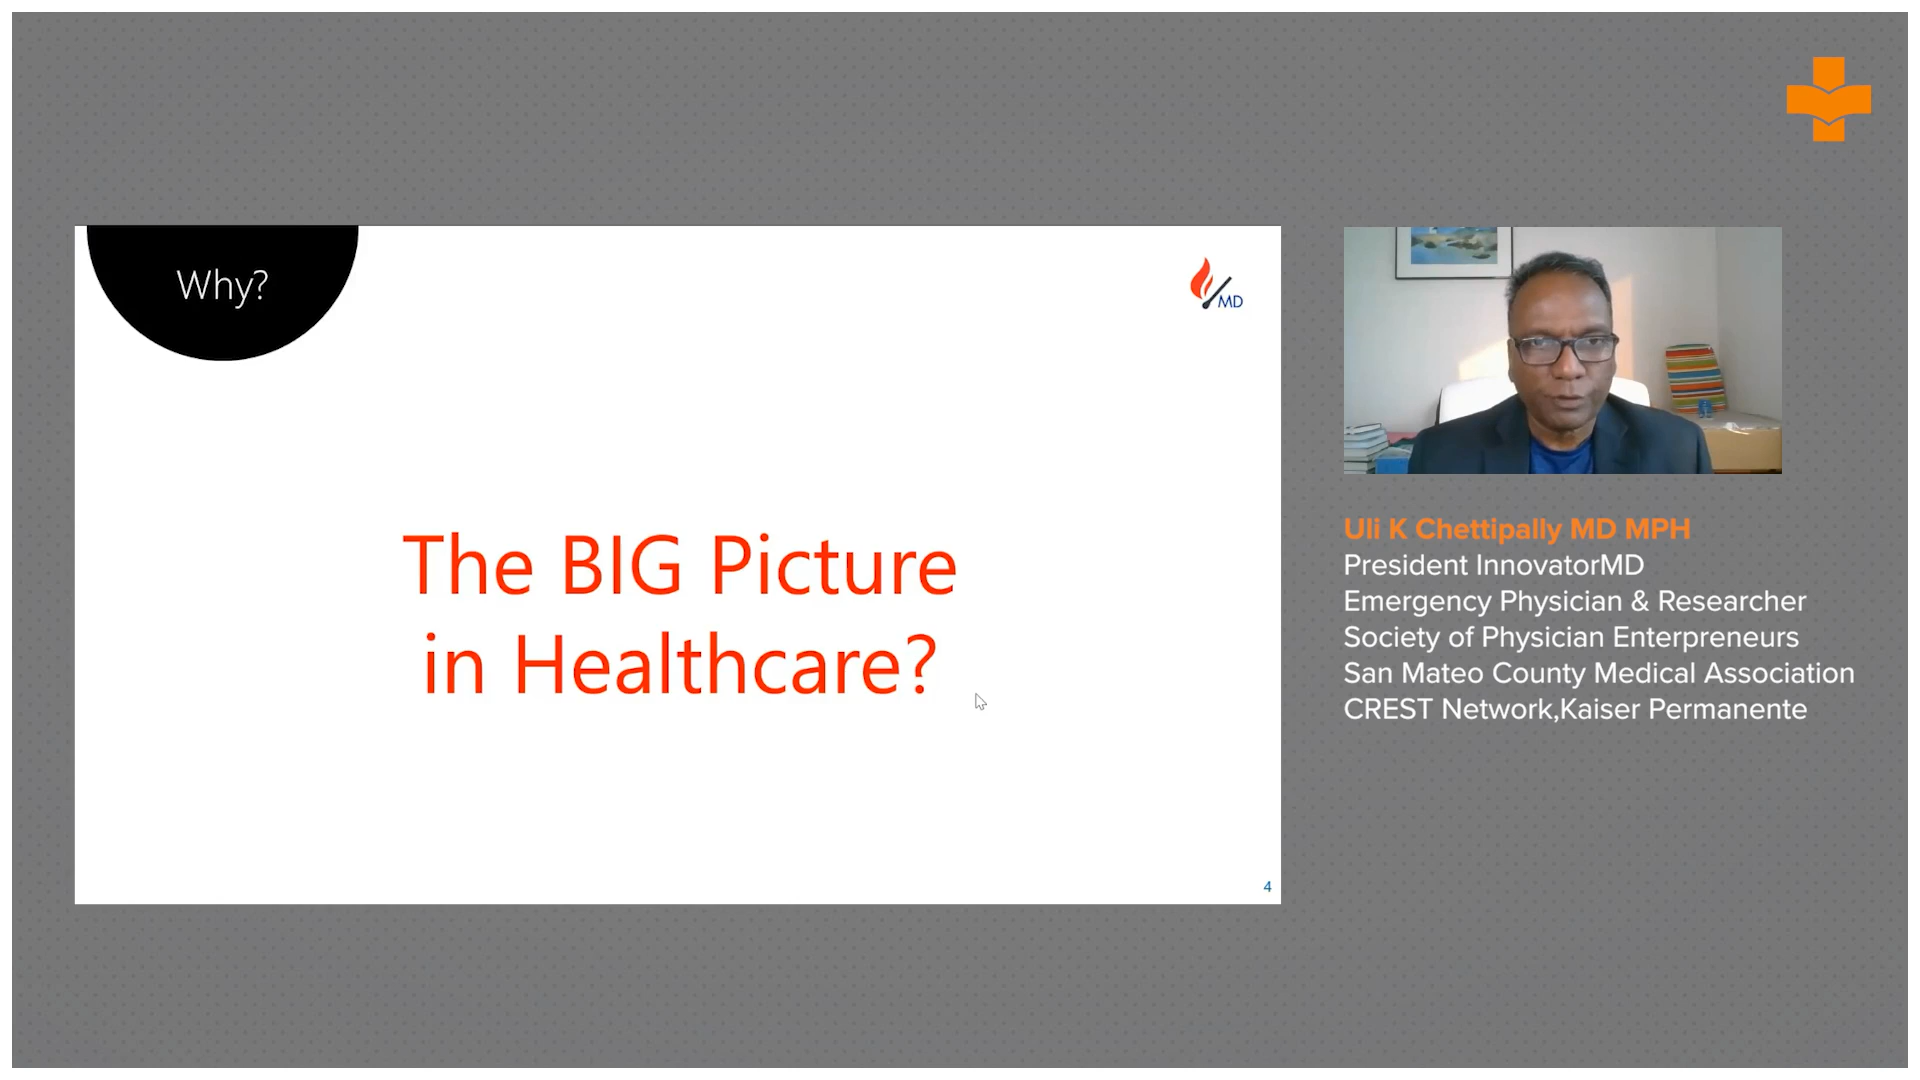 Why?
MD
The BIG Picture
in Healthcare?
4
Uli K Chettipally MD MPH
President InnovatorMD
Emergency Physician & Researcher
Society of Physician Enterpreneurs
San Mateo County Medical Association
CREST Network,Kaiser Permanente